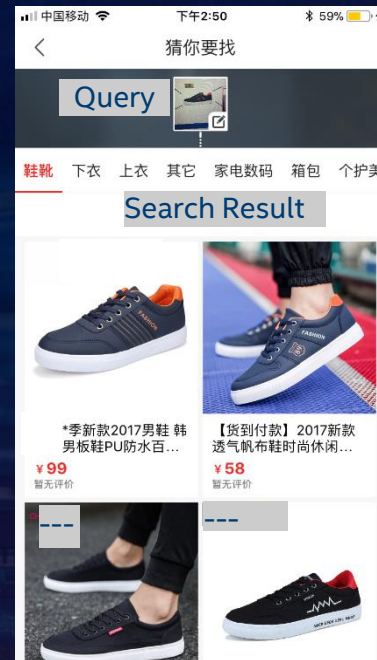 中国移动
下午2:50
59%
猜你要找
Query
鞋靴 下衣 上衣 其它 家电数码 箱包 个护美
Search Result
FASHION
FASHION
B
*季新款2017男鞋 韩
男板鞋PU防水百...
¥99
暂无评价
【货到付款】2017新款
透气帆布鞋时尚休闲...
¥58
暂无评价
---
---